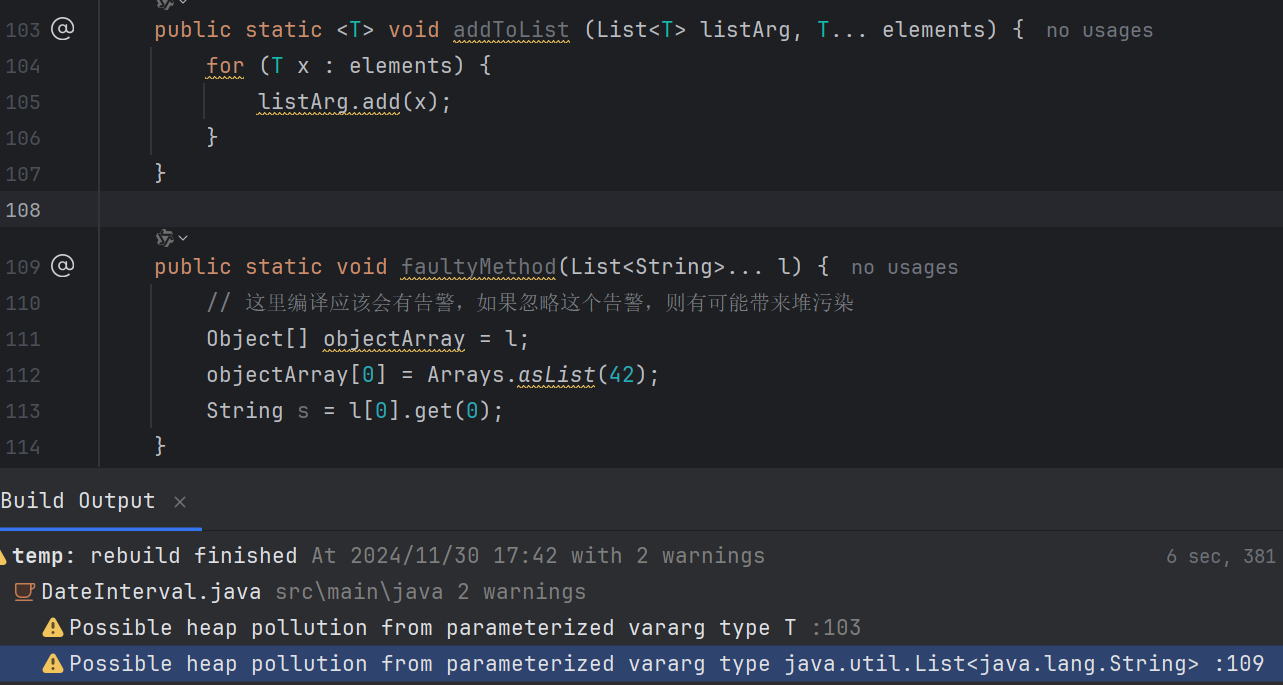 103 @ public static <T> void addToList (List<T> listArg, T... elements) { no usages
104 for (T x : elements) {
105 listArg.add(x);
106 }
107 }
108
109 @ public static void faultyMethod(List<String>... l) { no usages
110 // 这里编译应该会有告警，如果忽略这个告警，则有可能带来堆污染
111 Object[] objectArray = l;
112 objectArray[0] = Arrays.asList(42);
113 String s = l[0].get(0);
114 }
Build Output ×
temp: rebuild finished At 2024/11/30 17:42 with 2 warnings 6 sec, 381
DateInterval.java src\main\java 2 warnings
Possible heap pollution from parameterized vararg type T :103
Possible heap pollution from parameterized vararg type java.util.List<java.lang.String> :109